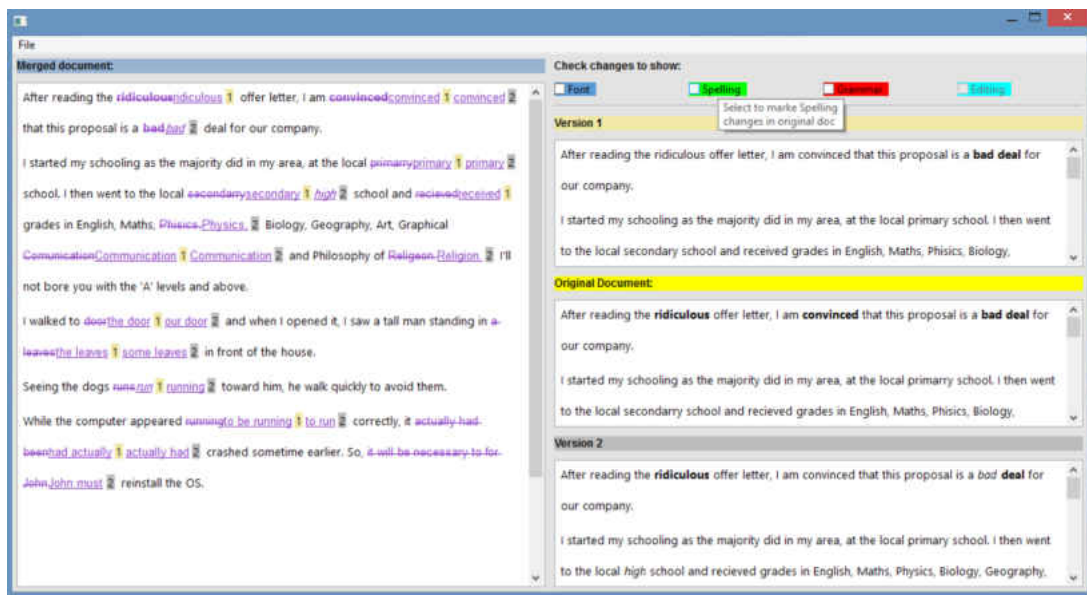 File
Merged document:
After reading the ridiculousridiculous 1 offer letter, I am convincedconvinced 1 convinced 2
that this proposal is a badbad 2 deal for our company.
I started my schooling as the majority did in my area, at the local primarryprimary 1 primary 2
school. I then went to the local secondarrysecondary 1 high 2 school and recievedreceived 1
grades in English, Maths, Phisics, Physics, 2 Biology, Geography, Art, Graphical
ComunicationCommunication 1 Communication 2 and Philosophy of Religeon. Religion. 2 I'll
not bore you with the 'A' levels and above.
I walked to doorthe door 1 our door 2 and when I opened it, I saw a tall man standing in a
leavesthe leaves 1 some leaves 2 in front of the house.
Seeing the dogs runsrun 1 running 2 toward him, he walk quickly to avoid them.
While the computer appeared runningto be running 1 to run 2 correctly, it actually had
beenhad actually 1 actually had 2 crashed sometime earlier. So, it will be necessary to for
John John must 2 reinstall the OS.
Check changes to show:
Font Spelling Grammar Editing
Select to marke Spelling
changes in original doc
Version 1
After reading the ridiculous offer letter, I am convinced that this proposal is a bad deal for
our company.
I started my schooling as the majority did in my area, at the local primary school. I then went
to the local secondary school and received grades in English, Maths, Phisics, Biology,
Original Document:
After reading the ridiculous offer letter, I am convinced that this proposal is a bad deal for
our company.
I started my schooling as the majority did in my area, at the local primarry school. I then went
to the local secondarry school and recieved grades in English, Maths, Phisics, Biology,
Version 2
After reading the ridiculous offer letter, I am convinced that this proposal is a bad deal for
our company.
I started my schooling as the majority did in my area, at the local primary school. I then went
to the local high school and recieved grades in English, Maths, Physics, Biology, Geography,